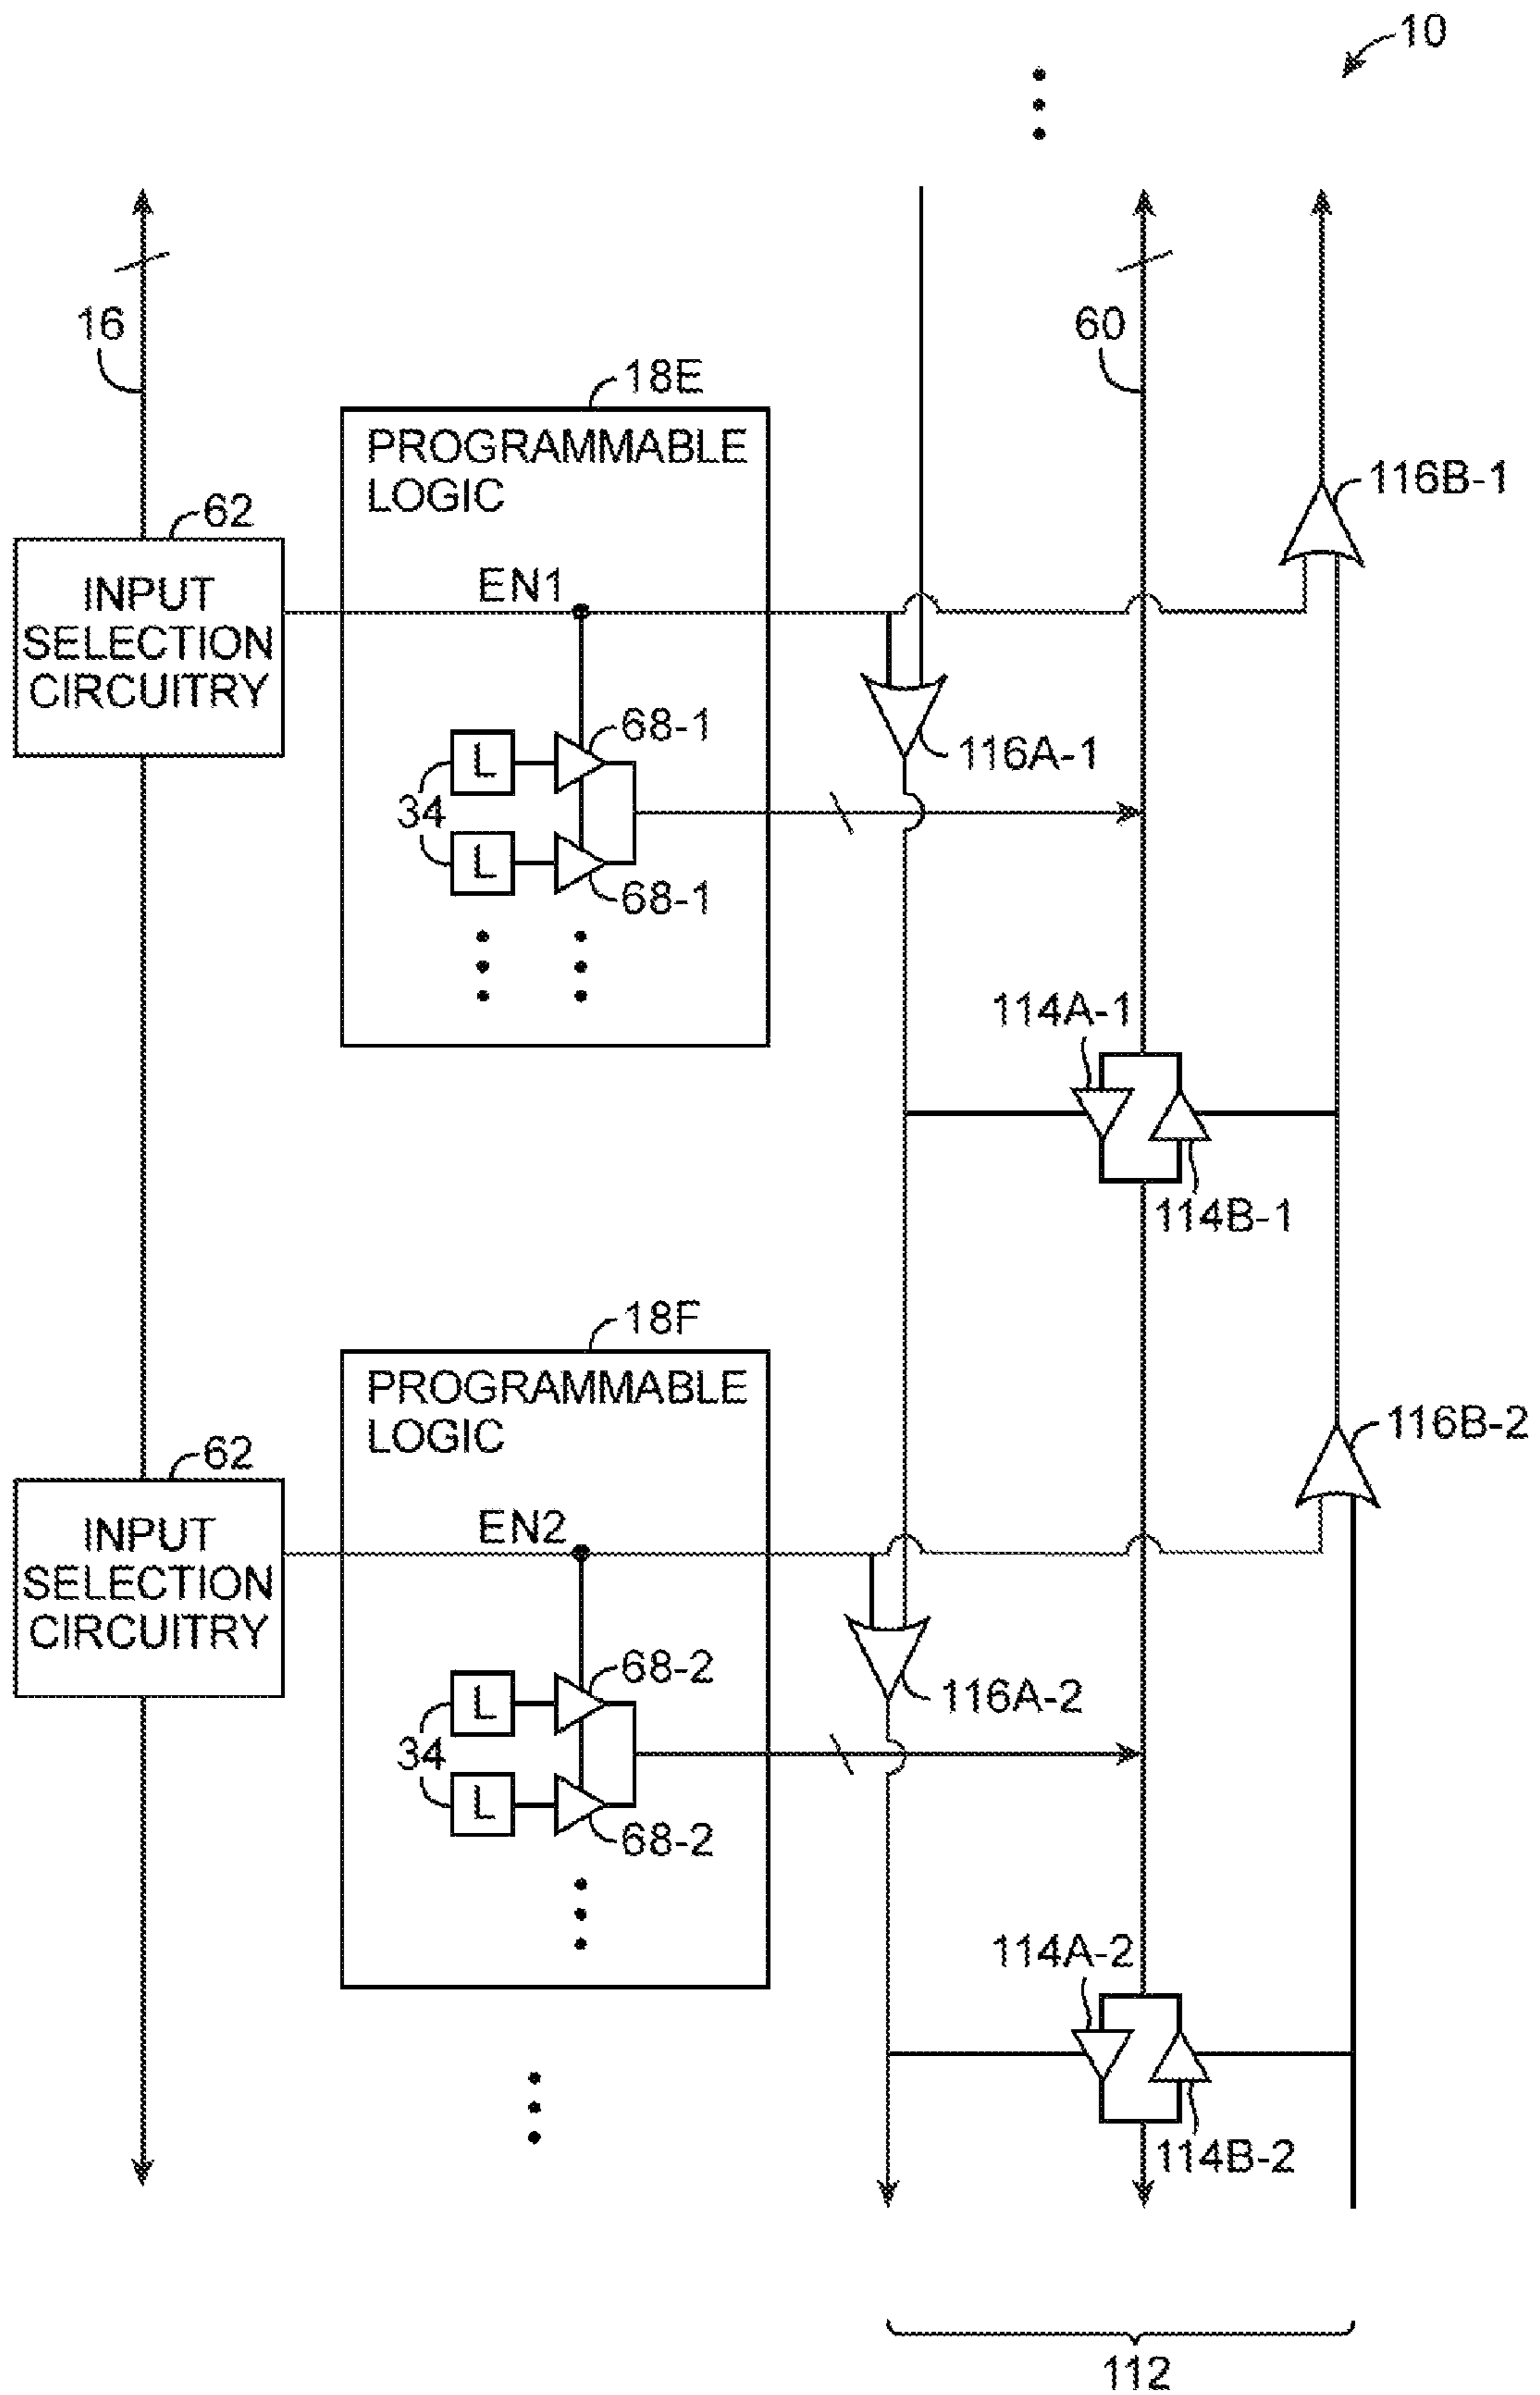 10
16
60
18E
PROGRAMMABLE
LOGIC
116B-1
62
INPUT
SELECTION
CIRCUITRY
EN1
68-1
116A-1
L
34
L
68-1
114A-1
114B-1
18F
PROGRAMMABLE
LOGIC
116B-2
62
INPUT
SELECTION
CIRCUITRY
EN2
68-2
116A-2
L
34
L
68-2
114A-2
114B-2
112